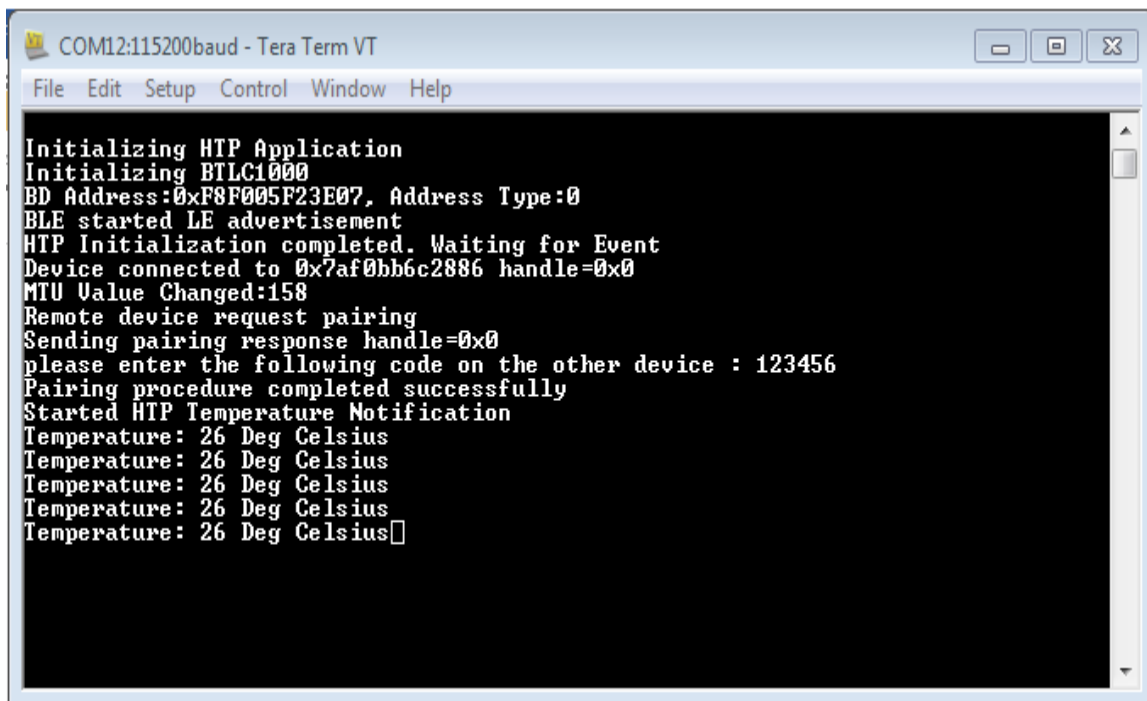 COM12:115200baud - Tera Term VT
File Edit Setup Control Window Help
Initializing HTP Application
Initializing BTLC1000
BD Address:0xF8F005F23E07, Address Type:0
BLE started LE advertisement
HTP Initialization completed. Waiting for Event
Device connected to 0x7af0bb6c2886 handle=0x0
MTU Value Changed:158
Remote device request pairing
Sending pairing response handle=0x0
please enter the following code on the other device : 123456
Pairing procedure completed successfully
Started HTP Temperature Notification
Temperature: 26 Deg Celsius
Temperature: 26 Deg Celsius
Temperature: 26 Deg Celsius
Temperature: 26 Deg Celsius
Temperature: 26 Deg Celsius